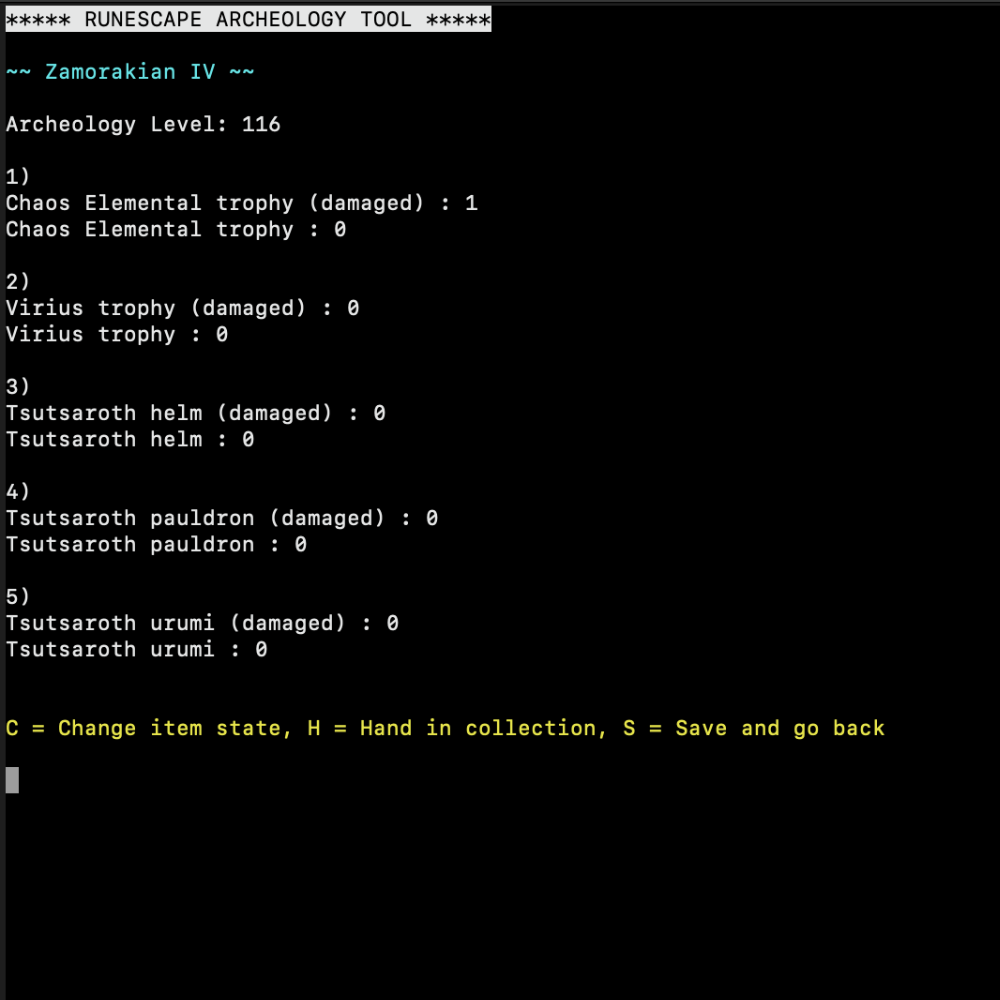 ***** RUNESCAPE ARCHEOLOGY TOOL *****
~~ Zamorakian IV ~~
Archeology Level: 116
1)
Chaos Elemental trophy (damaged) : 1
Chaos Elemental trophy : 0
2)
Virius trophy (damaged) : 0
Virius trophy : 0
3)
Tsutsaroth helm (damaged) : 0
Tsutsaroth helm : 0
4)
Tsutsaroth pauldron (damaged) : 0
Tsutsaroth pauldron : 0
5)
Tsutsaroth urumi (damaged) : 0
Tsutsaroth urumi : 0
C = Change item state, H = Hand in collection, S = Save and go back